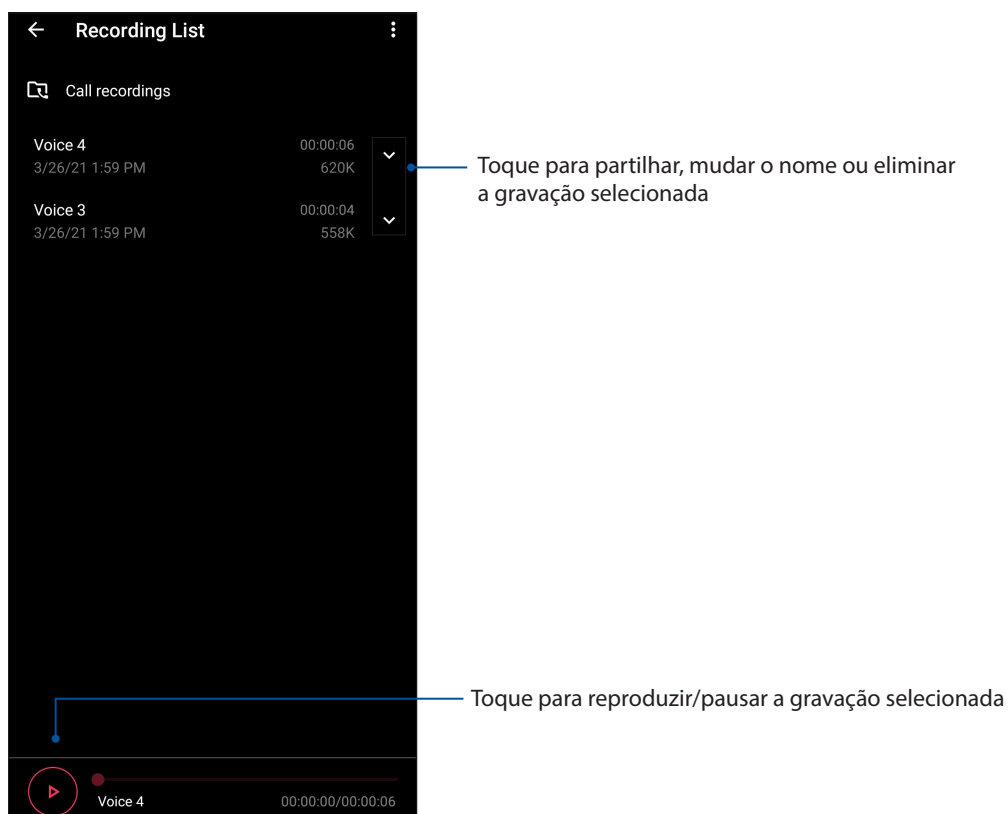 Recording List
Call recordings
Voice 4 00:00:06
3/26/21 1:59 PM 620K
Voice 3 00:00:04
3/26/21 1:59 PM 558K
Toque para partilhar, mudar o nome ou eliminar
a gravação selecionada
Toque para reproduzir/pausar a gravação selecionada
Voice 4 00:00:00/00:00:06